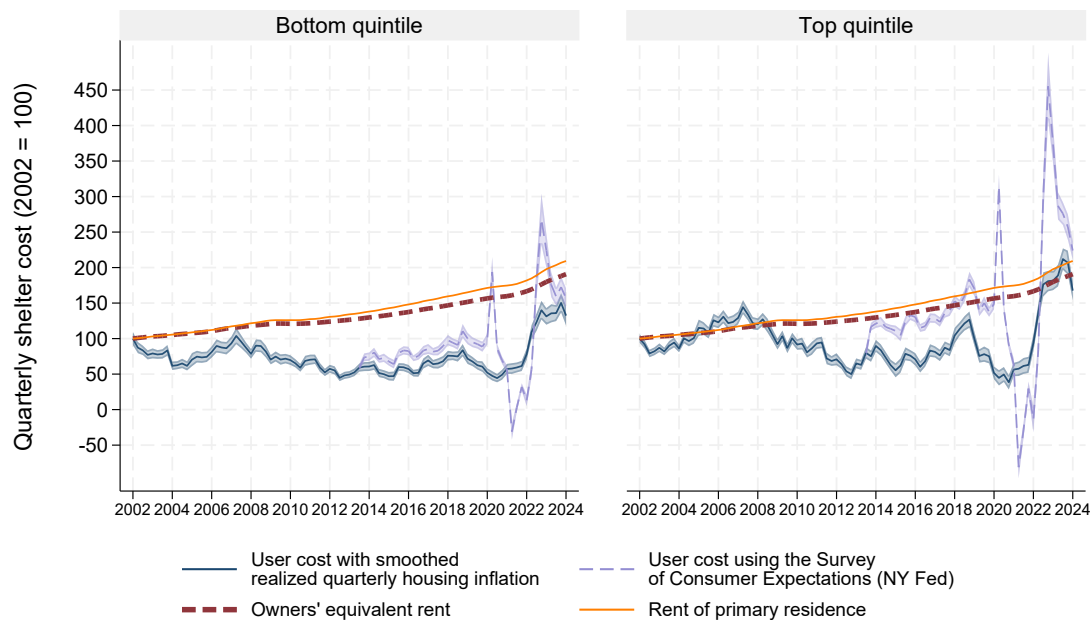 Bottom quintile
Top quintile
Quarterly shelter cost (2002 = 100)
450
400
350
300
250
200
150
100
50
0
-50
2002 2004 2006 2008 2010 2012 2014 2016 2018 2020 2022 2024
2002 2004 2006 2008 2010 2012 2014 2016 2018 2020 2022 2024
User cost with smoothed
realized quarterly housing inflation
User cost using the Survey
of Consumer Expectations (NY Fed)
Owners' equivalent rent
Rent of primary residence